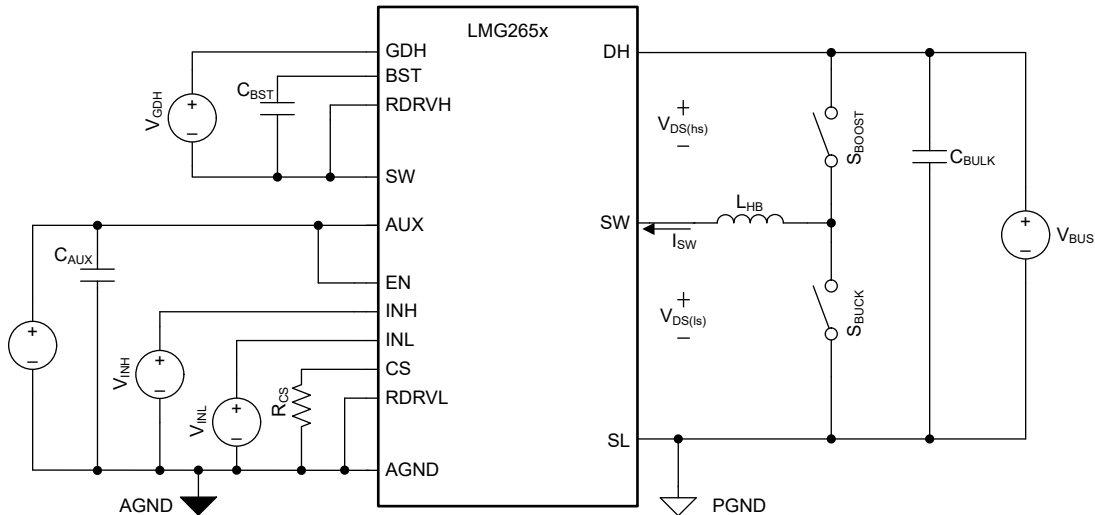 LMG265x
GDH
BST
RDRVH
SW
AUX
EN
INH
INL
CS
RDRVL
AGND
DH
SW
SL
V_GDH
C_BST
C_AUX
V_INH
V_INL
R_CS
AGND
+
V_DS(hs)
–
S_BOOST
C_BULK
L_HB
I_SW
V_BUS
+
V_DS(ls)
–
S_BUCK
PGND